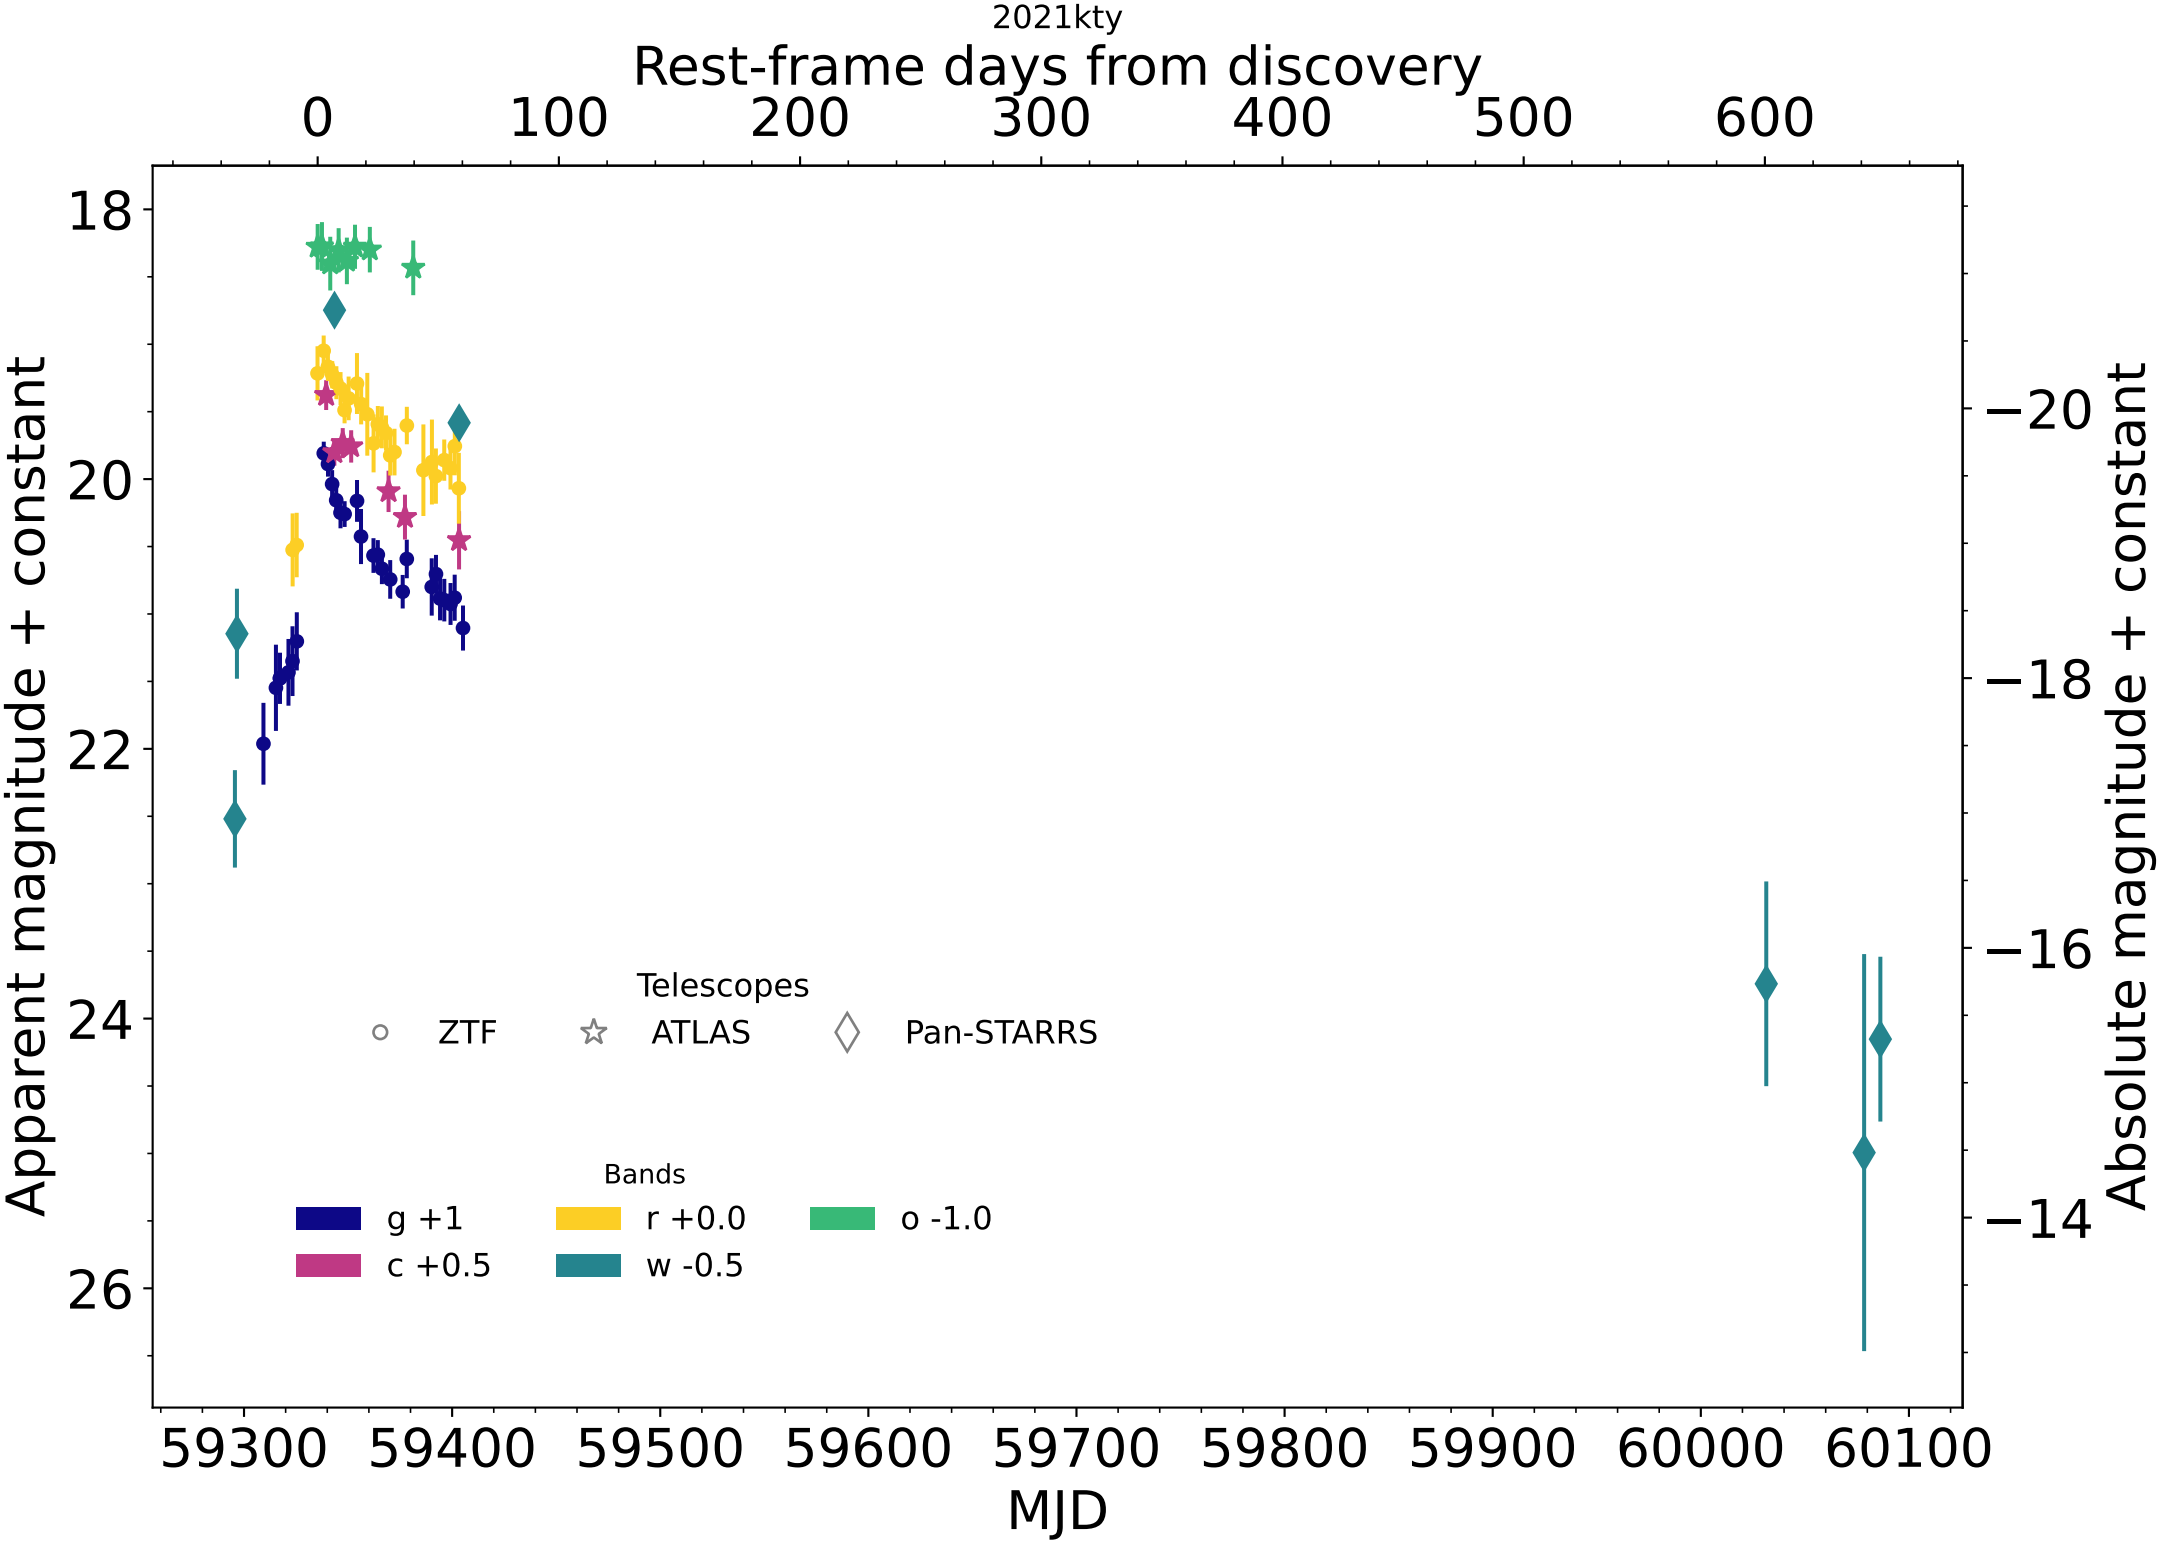 2021kty
Rest-frame days from discovery
0 100 200 300 400 500 600
Apparent magnitude + constant
18
20
22
24
26
−20
−18
−16
−14
Absolute magnitude + constant
Telescopes
ZTF ATLAS Pan-STARRS
Bands
g +1 r +0.0 o -1.0
c +0.5 w -0.5
59300 59400 59500 59600 59700 59800 59900 60000 60100
MJD